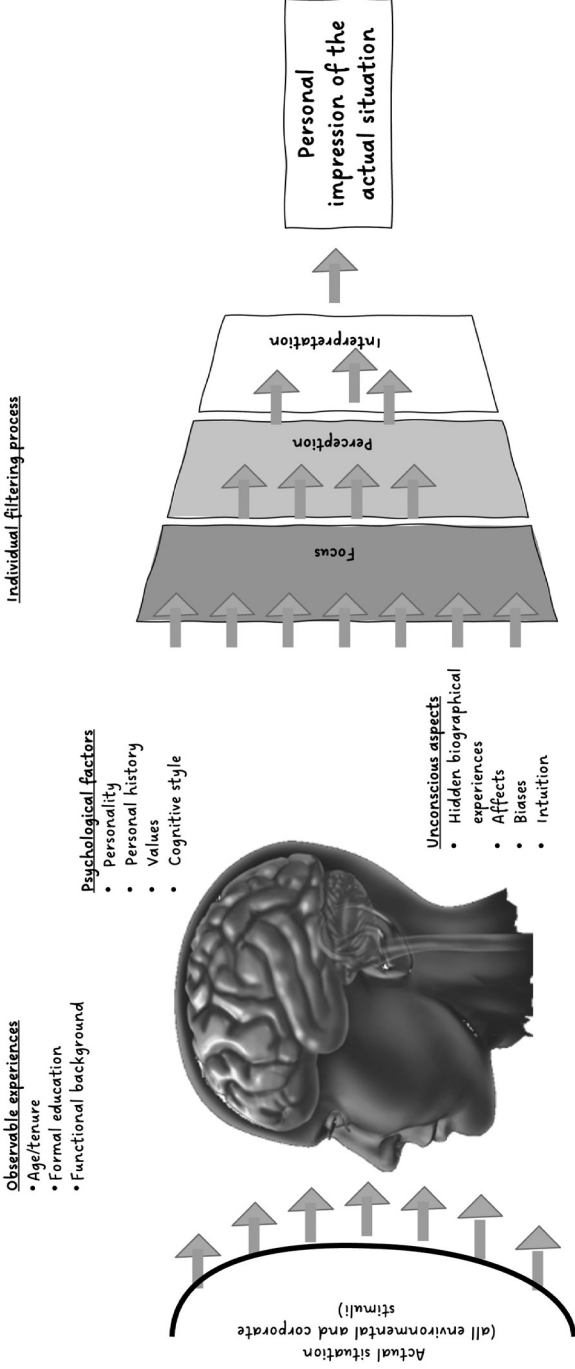 Observable experiences
• Age/tenure
• Formal education
• Functional background
Psychological factors
• Personality
• Personal history
• Values
• Cognitive style
Individual filtering process
Actual situation
(all environmental and corporate
stimuli)
Unconscious aspects
• Hidden biographical
experiences
• Affects
• Biases
• Intuition
Focus
Perception
Interpretation
Personal
impression of the
actual situation